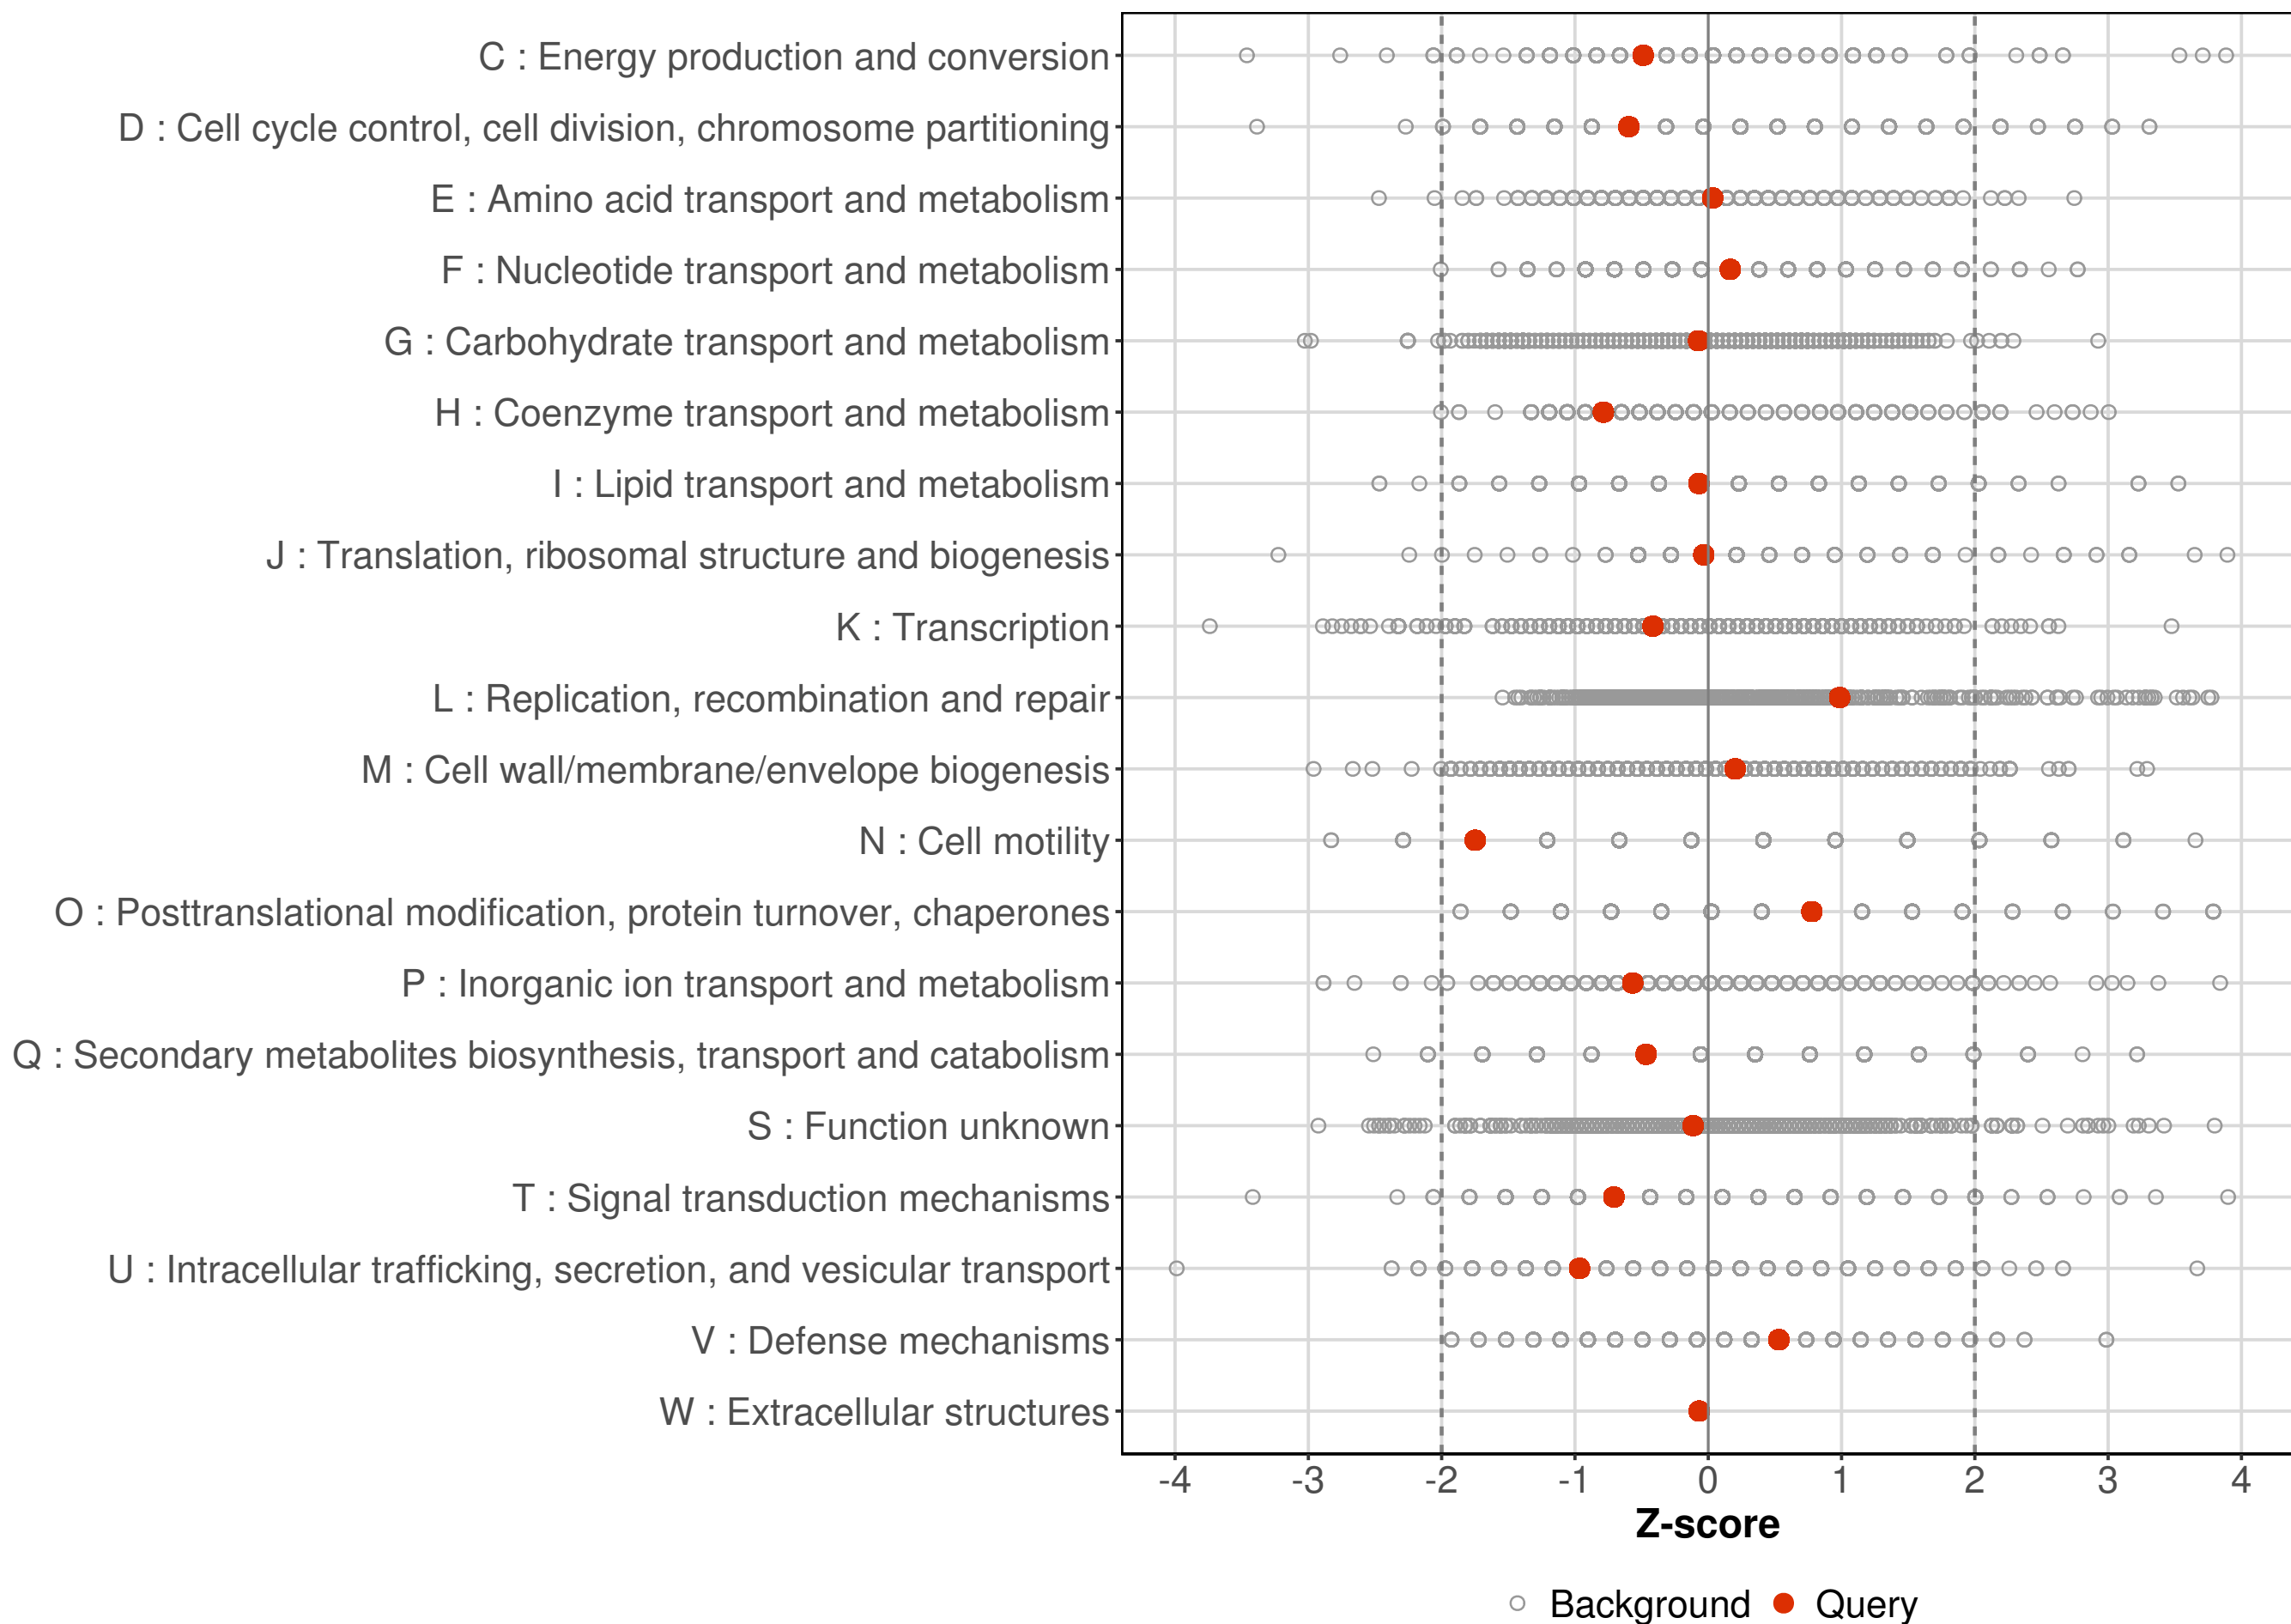 C : Energy production and conversion
D : Cell cycle control, cell division, chromosome partitioning
E : Amino acid transport and metabolism
F : Nucleotide transport and metabolism
G : Carbohydrate transport and metabolism
H : Coenzyme transport and metabolism
I : Lipid transport and metabolism
J : Translation, ribosomal structure and biogenesis
K : Transcription
L : Replication, recombination and repair
M : Cell wall/membrane/envelope biogenesis
N : Cell motility
O : Posttranslational modification, protein turnover, chaperones
P : Inorganic ion transport and metabolism
Q : Secondary metabolites biosynthesis, transport and catabolism
S : Function unknown
T : Signal transduction mechanisms
U : Intracellular trafficking, secretion, and vesicular transport
V : Defense mechanisms
W : Extracellular structures
-4 -3 -2 -1 0 1 2 3 4
Z-score
Background Query